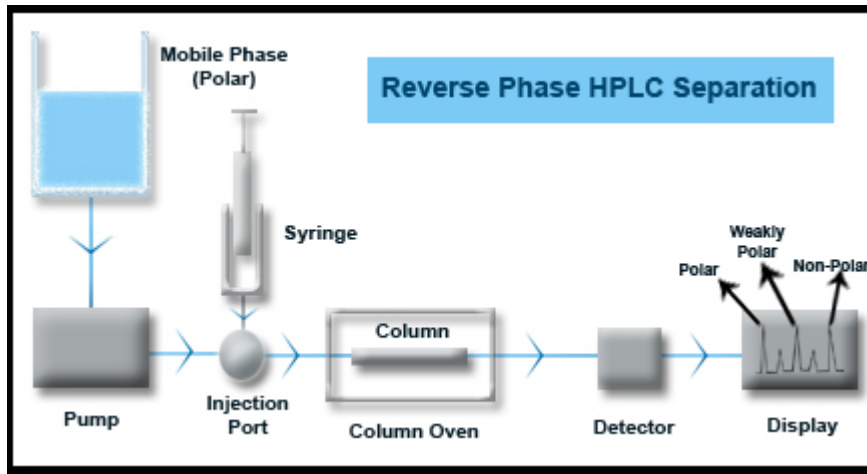 Mobile Phase
(Polar)
Reverse Phase HPLC Separation
Syringe
Weakly
Polar
Polar
Non-Polar
Column
Pump
Injection
Port
Column Oven
Detector
Display